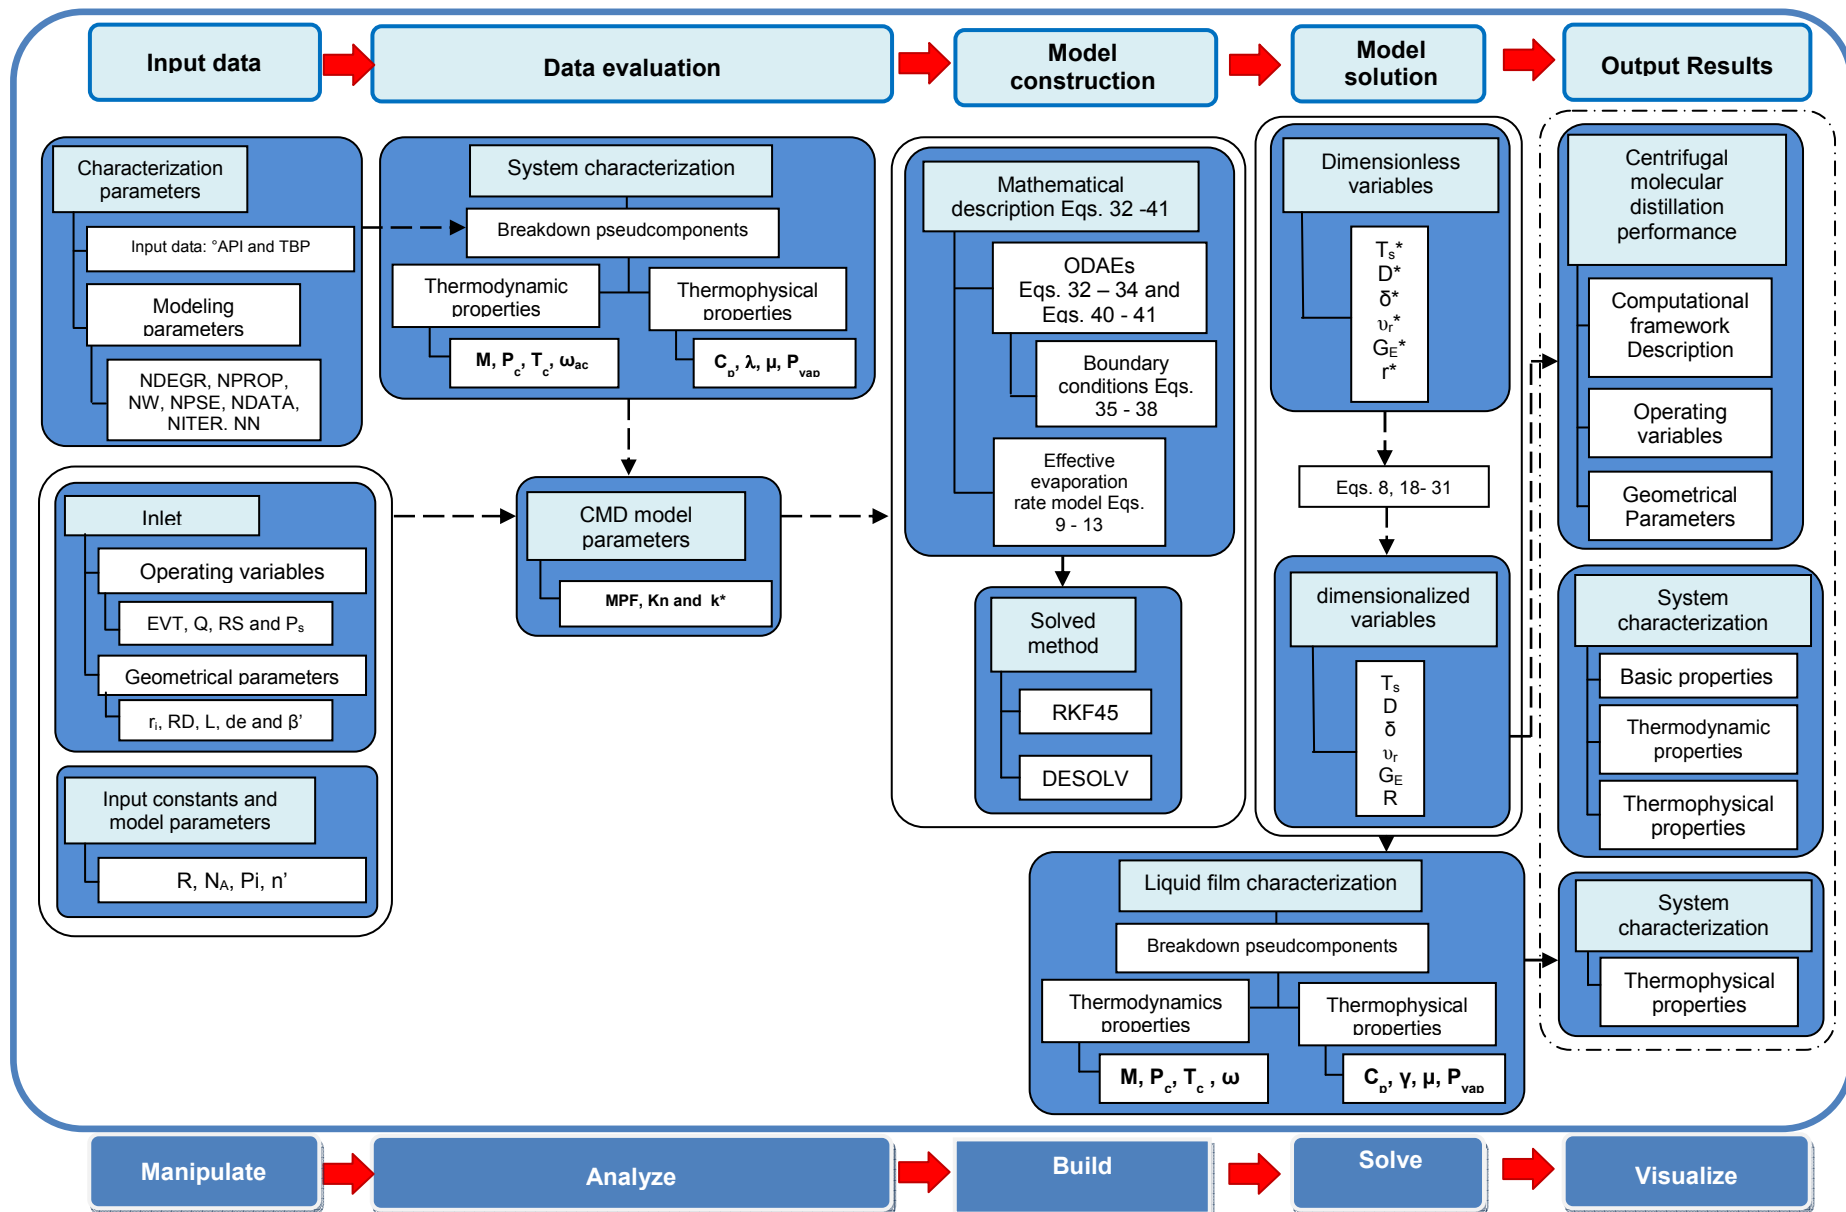 Input data
Data evaluation
Model
construction
Model
solution
Output Results
Characterization
parameters
Input data: °API and TBP
Modeling
parameters
NDEGR, NPROP,
NW, NPSE, NDATA,
NITER. NN
Inlet
Operating variables
EVT, Q, RS and Ps
Geometrical parameters
ri, RD, L, de and β’
Input constants and
model parameters
R, NA, Pi, n’
System characterization
Breakdown pseudcomponents
Thermodynamic
properties
Thermophysical
properties
M, Pc, Tc, ωac
Cp, λ, μ, Pvap
CMD model
parameters
MPF, Kn and k*
Mathematical
description Eqs. 32 -41
ODAEs
Eqs. 32 – 34 and
Eqs. 40 - 41
Boundary
conditions Eqs.
35 - 38
Effective
evaporation
rate model Eqs.
9 - 13
Solved
method
RKF45
DESOLV
Dimensionless
variables
Ts*
D*
δ*
υr*
GE*
r*
Eqs. 8, 18- 31
dimensionalized
variables
Ts
D
δ
υr
GE
R
Liquid film characterization
Breakdown pseudcomponents
Thermodynamics
properties
Thermophysical
properties
M, Pc, Tc , ω
Cp, γ, μ, Pvap
Centrifugal
molecular
distillation
performance
Computational
framework
Description
Operating
variables
Geometrical
Parameters
System
characterization
Basic properties
Thermodynamic
properties
Thermophysical
properties
System
characterization
Thermophysical
properties
Manipulate
Analyze
Build
Solve
Visualize